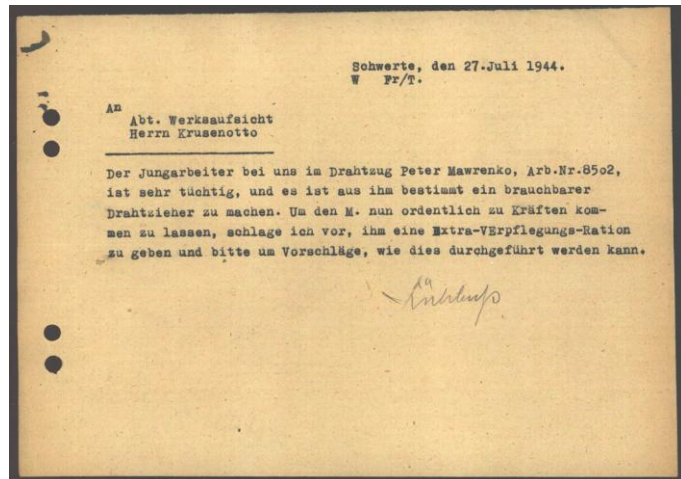 Schwerte, den 27.Juli 1944.
W Pr/T.
An
Abt. Werksaufsicht
Herrn Krusenotto
Der Jungarbeiter bei uns im Drahtzug Peter Mawrenko, Arb.Nr.85o2,
ist sehr tüchtig, und es ist aus ihm bestimmt ein brauchbarer
Drahtzieher zu machen. Um den M. nun ordentlich zu Kräften kom-
men zu lassen, schlage ich vor, ihm eine Extra-VErpflegungs-Ration
zu geben und bitte um Vorschläge, wie dies durchgeführt werden kann.